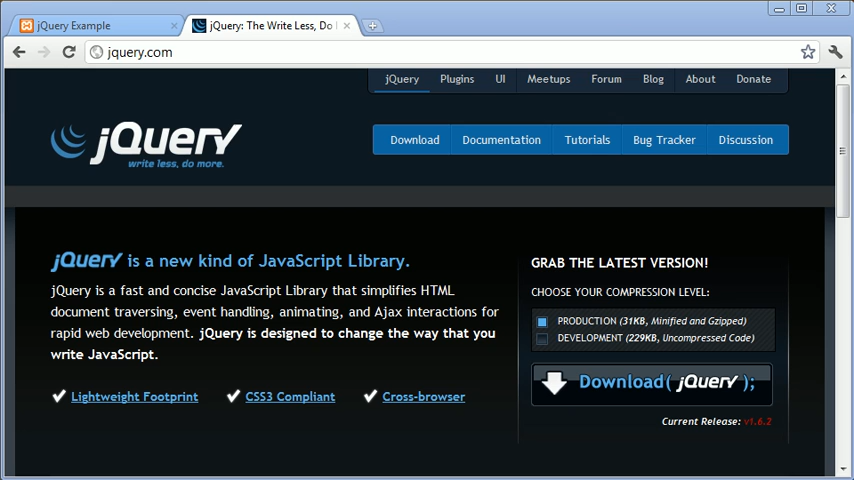 jQuery Example
jQuery: The Write Less, Do
jquery.com
jQuery Plugins UI Meetups Forum Blog About Donate
jQuery
write less, do more.
Download Documentation Tutorials Bug Tracker Discussion
jQuery is a new kind of JavaScript Library.
jQuery is a fast and concise JavaScript Library that simplifies HTML
document traversing, event handling, animating, and Ajax interactions for
rapid web development. jQuery is designed to change the way that you
write JavaScript.
Lightweight Footprint CSS3 Compliant Cross-browser
GRAB THE LATEST VERSION!
CHOOSE YOUR COMPRESSION LEVEL:
PRODUCTION (31KB, Minified and Gzipped)
DEVELOPMENT (229KB, Uncompressed Code)
Download( jQuery );
Current Release: v1.6.2